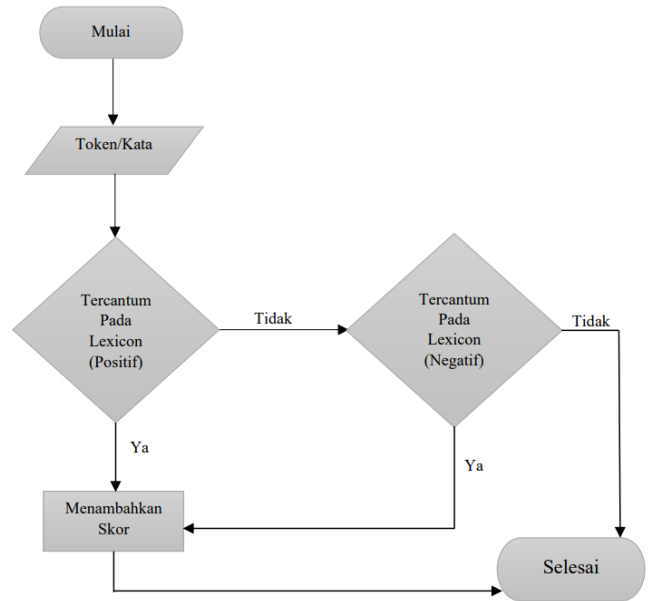 Mulai
Token/Kata
Tercantum
Pada
Lexicon
(Positif)
Tidak
Tercantum
Pada
Lexicon
(Negatif)
Tidak
Ya
Ya
Menambahkan
Skor
Selesai